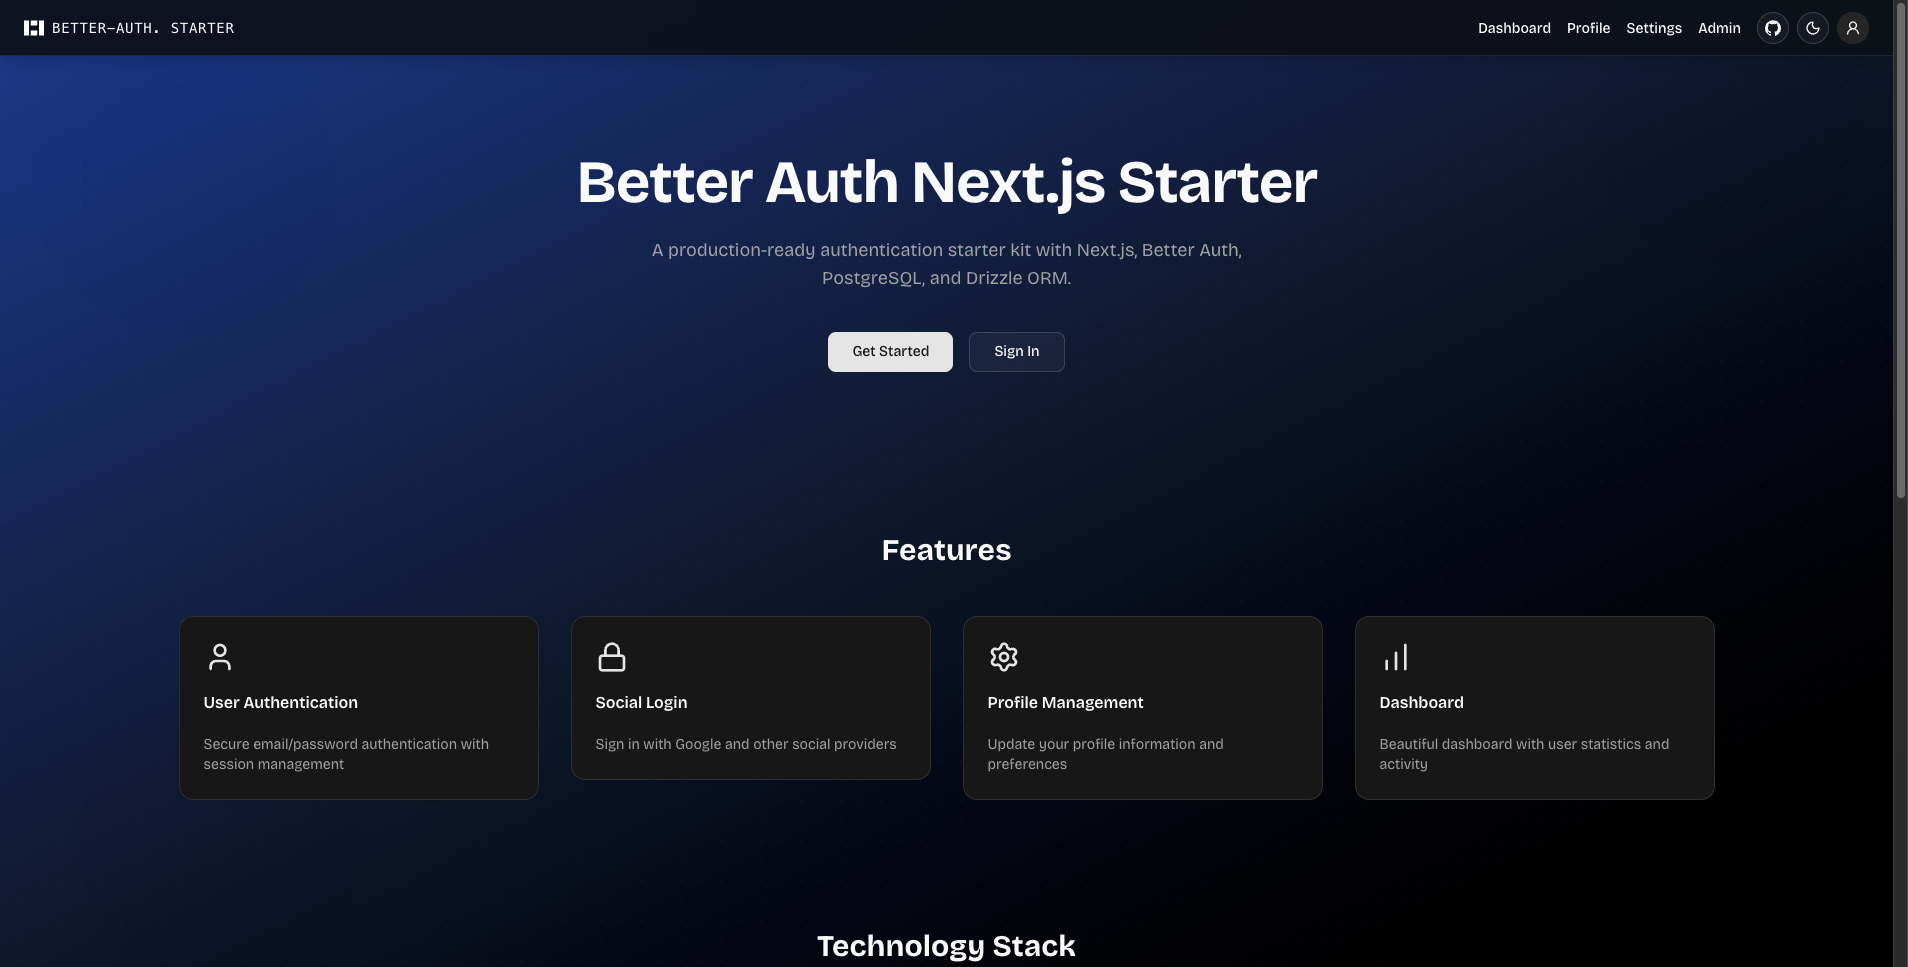 BETTER-AUTH. STARTER
Dashboard Profile Settings Admin
Better Auth Next.js Starter
A production-ready authentication starter kit with Next.js, Better Auth,
PostgreSQL, and Drizzle ORM.
Get Started Sign In
Features
User Authentication
Secure email/password authentication with
session management
Social Login
Sign in with Google and other social providers
Profile Management
Update your profile information and
preferences
Dashboard
Beautiful dashboard with user statistics and
activity
Technology Stack